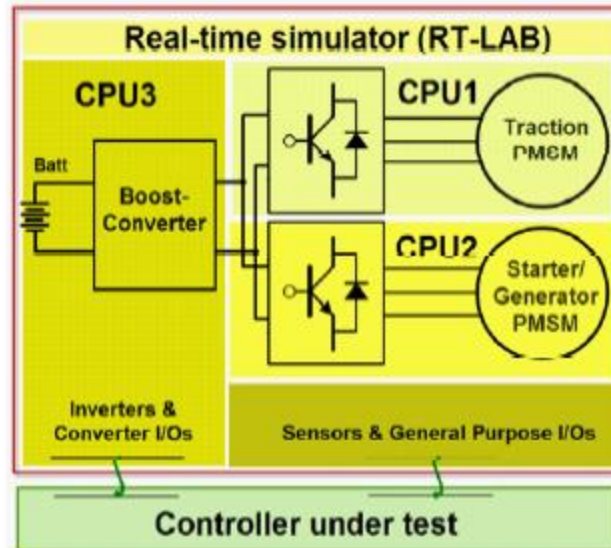 Real-time simulator (RT-LAB)
CPU3
CPU1
Traction
PMSM
Batt
Boost-
Converter
CPU2
Starter/
Generator
PMSM
Inverters &
Converter I/Os
Sensors & General Purpose I/Os
Controller under test